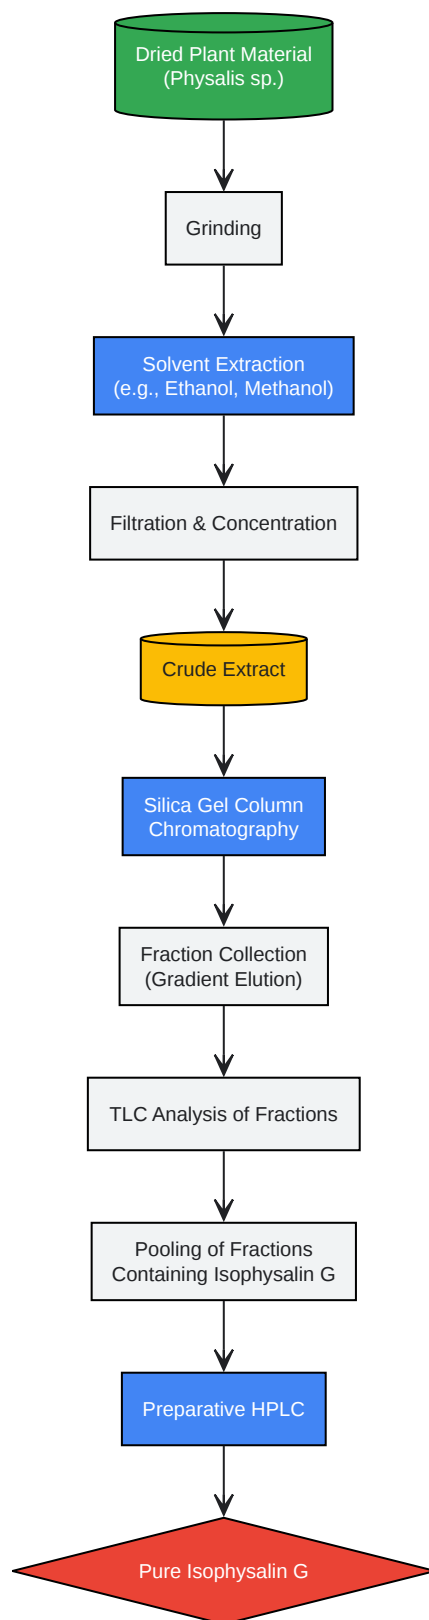 Dried Plant Material
(Physalis sp.)
Grinding
Solvent Extraction
(e.g., Ethanol, Methanol)
Filtration & Concentration
Crude Extract
Silica Gel Column
Chromatography
Fraction Collection
(Gradient Elution)
TLC Analysis of Fractions
Pooling of Fractions
Containing Isophysalin G
Preparative HPLC
Pure Isophysalin G